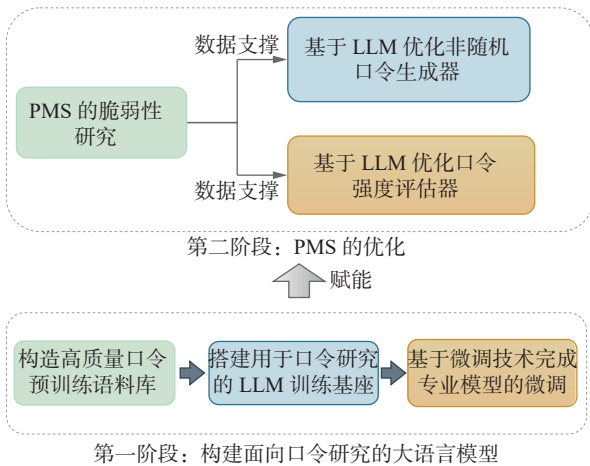 数据支撑
基于 LLM 优化非随机
口令生成器
PMS 的脆弱性
研究
基于 LLM 优化口令
强度评估器
数据支撑
第二阶段：PMS 的优化
赋能
构造高质量口令
预训练语料库
搭建用于口令研究
的 LLM 训练基座
基于微调技术完成
专业模型的微调
第一阶段：构建面向口令研究的大语言模型